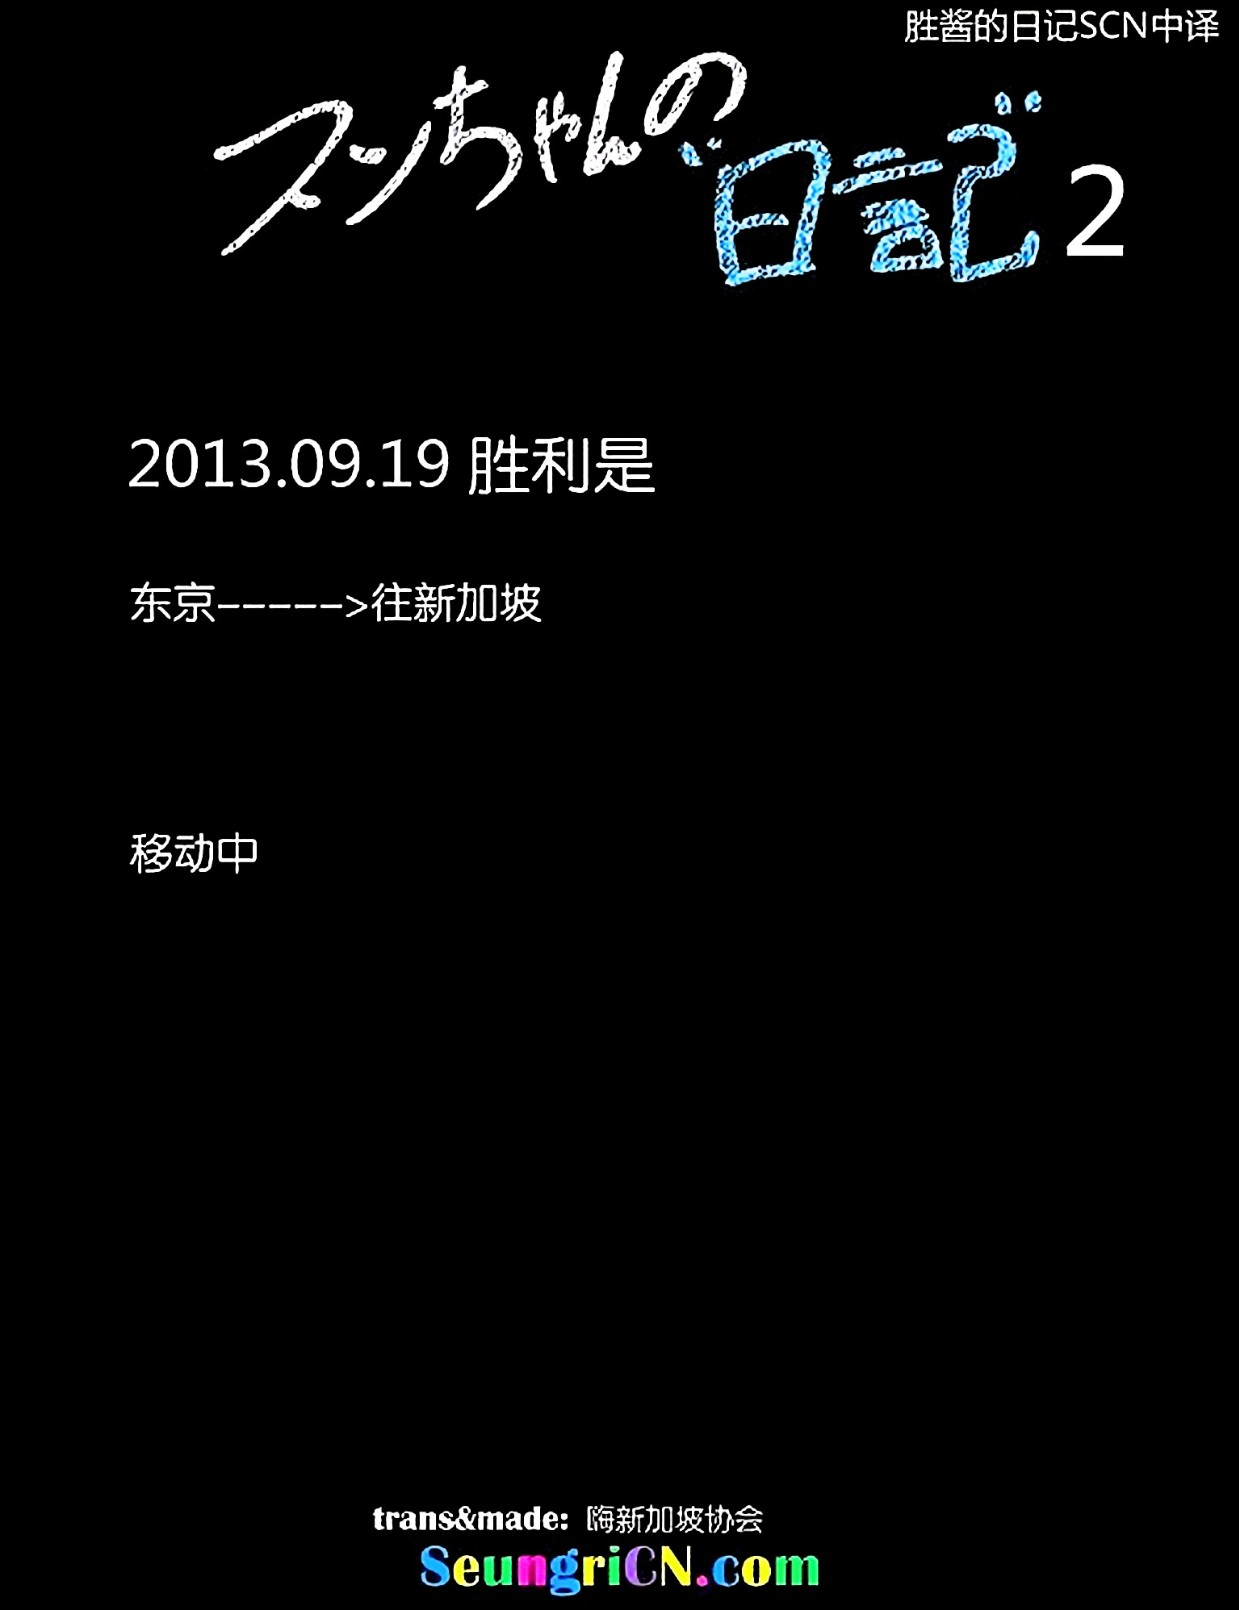 胜酱的日记SCN中译
スンちゃんの
日記2
2013.09.19 胜利是
东京----->往新加坡
移动中
trans&made: 嗨新加坡协会
SeungriCN.com